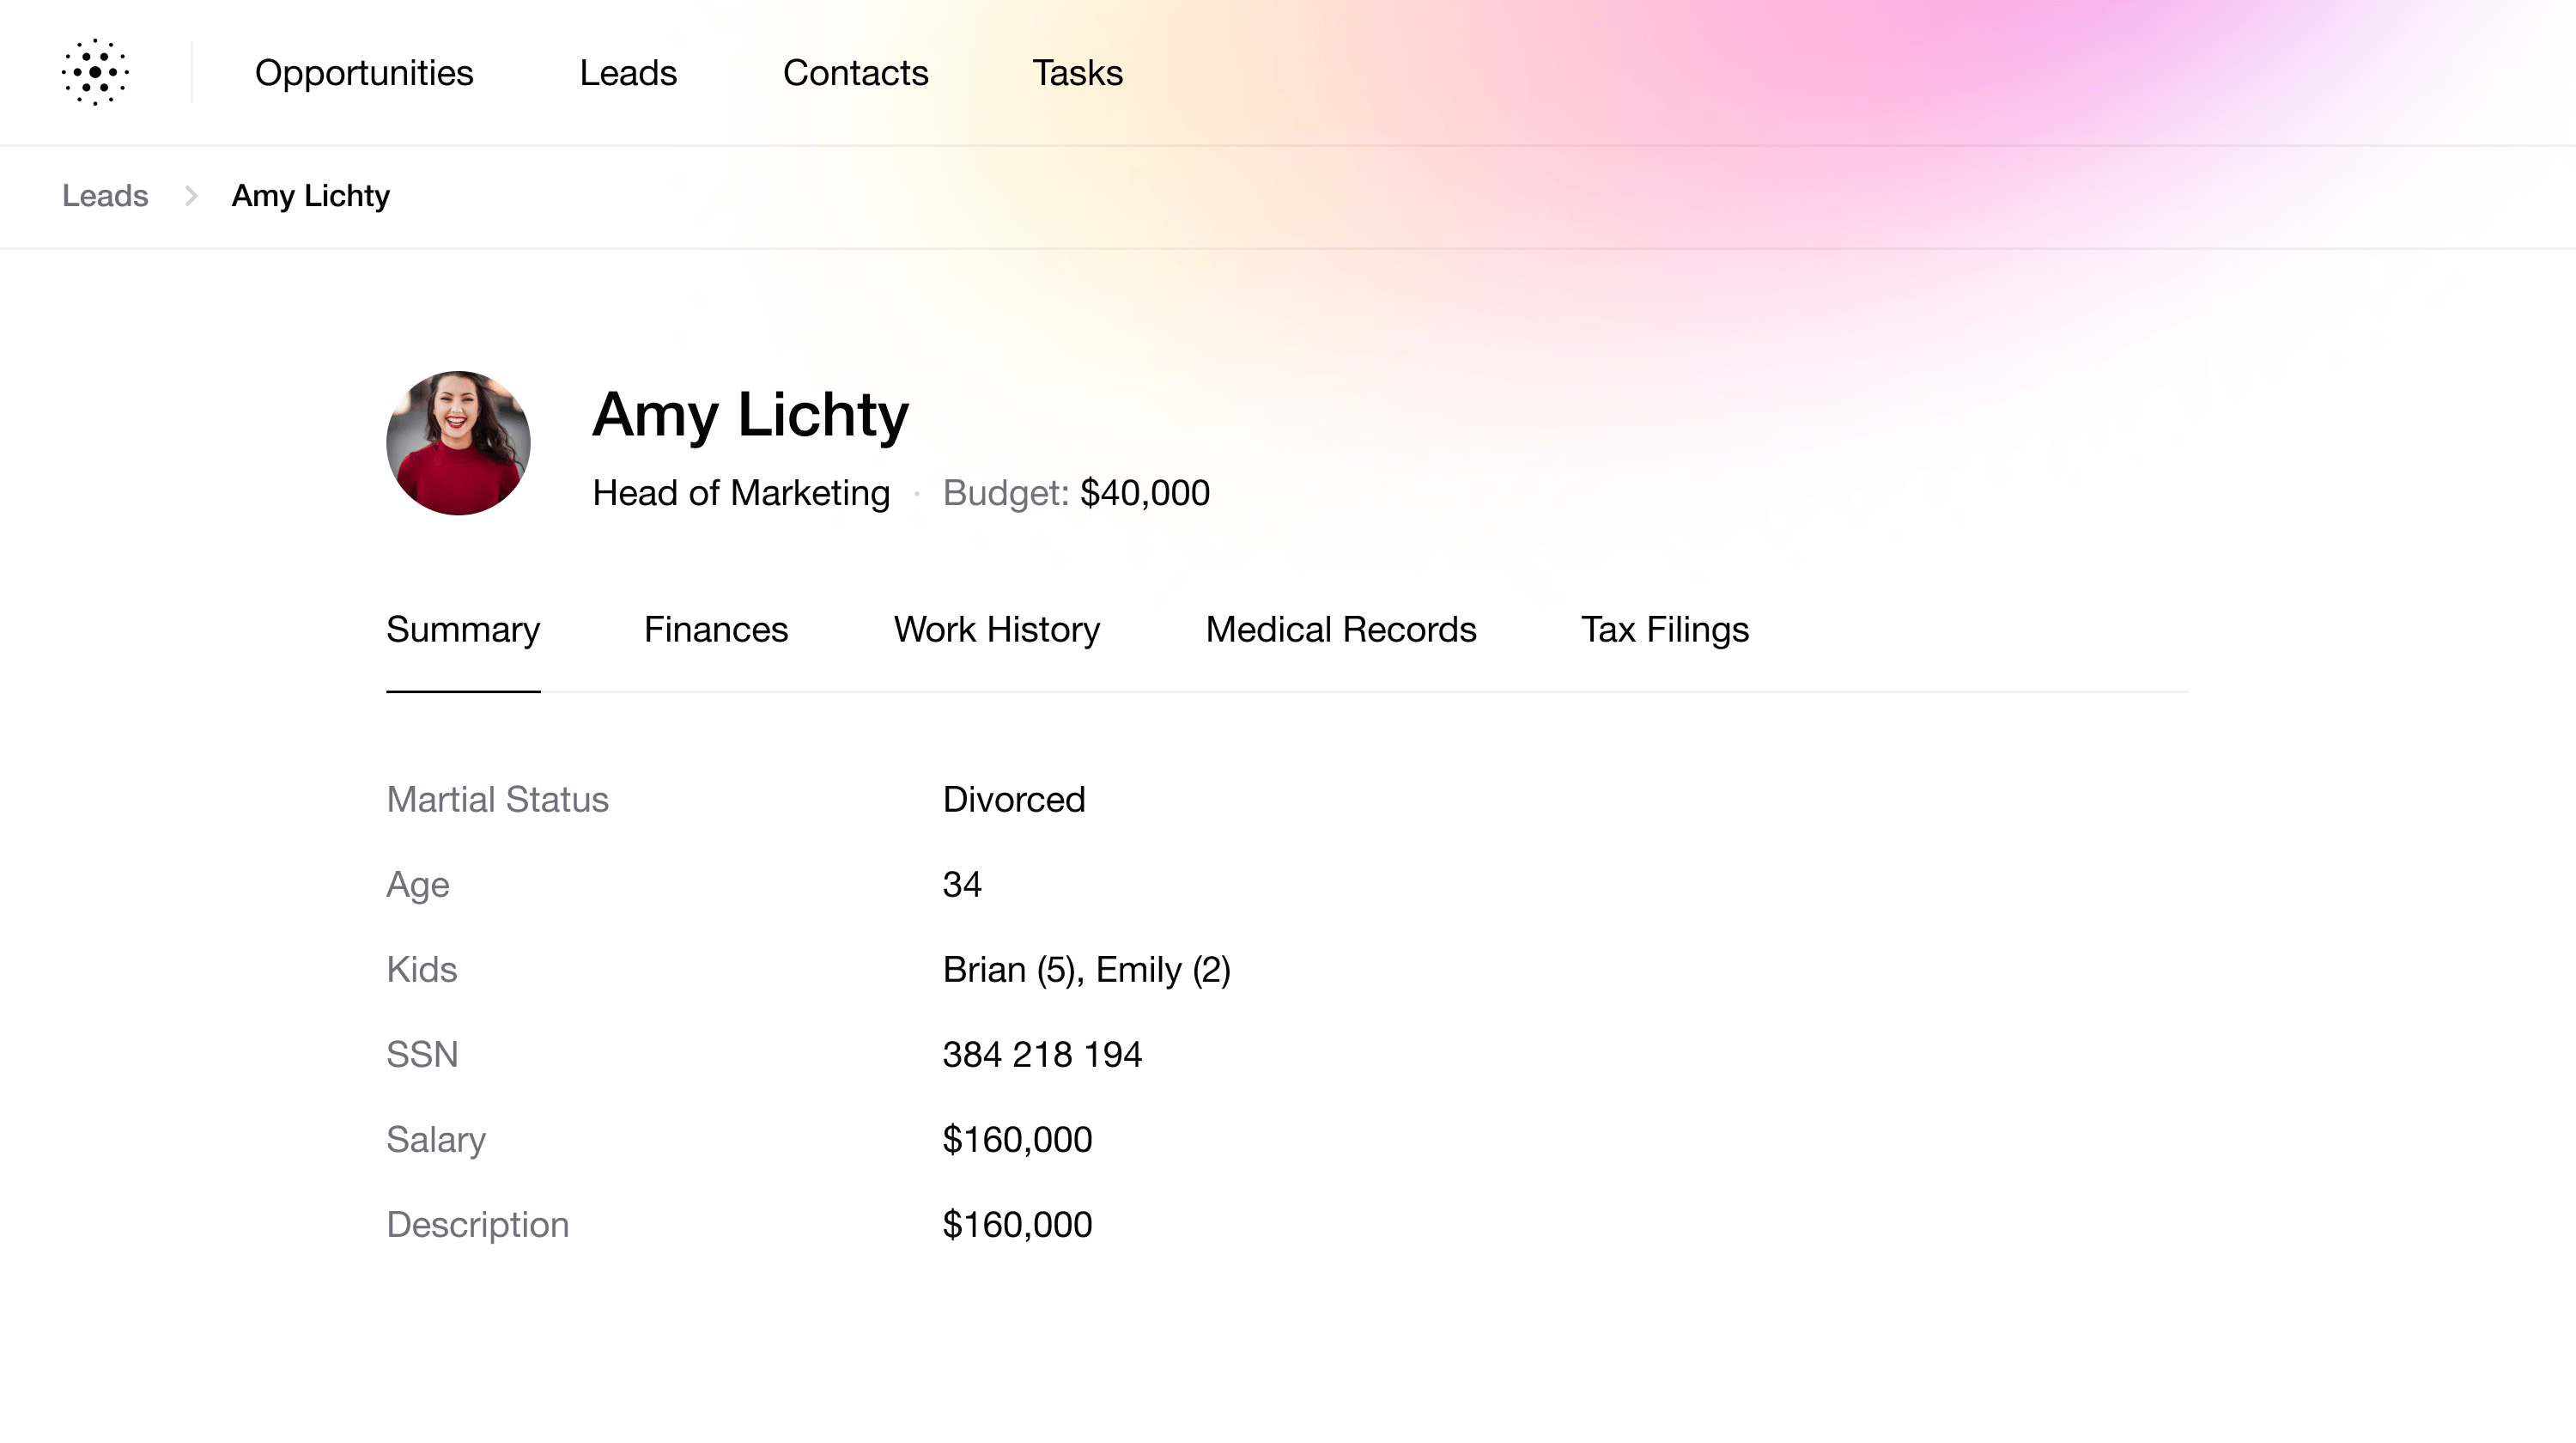 Opportunities Leads Contacts Tasks
Leads Amy Lichty
Amy Lichty
Head of Marketing · Budget: $40,000
Summary Finances Work History Medical Records Tax Filings
Martial Status Divorced
Age 34
Kids Brian (5), Emily (2)
SSN 384 218 194
Salary $160,000
Description $160,000